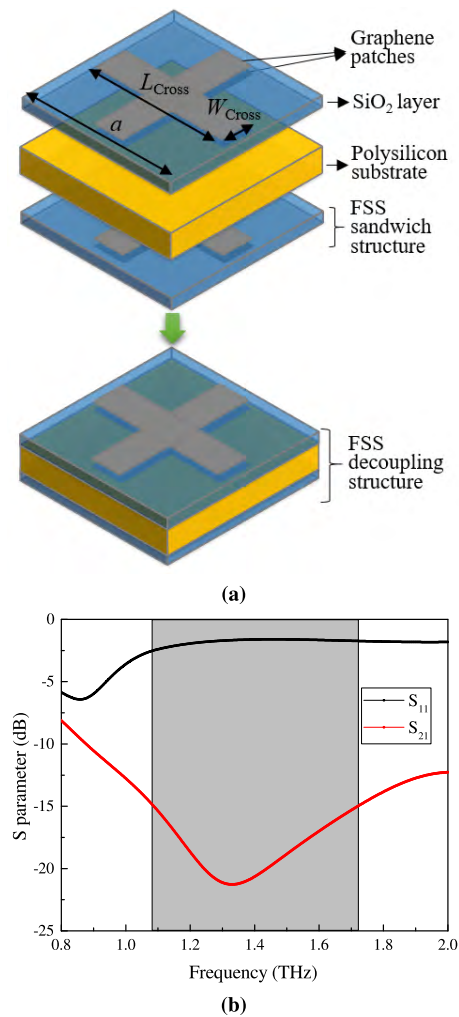 Graphene
patches
L_Cross
W_Cross
a
SiO₂ layer
Polysilicon
substrate
FSS
sandwich
structure
FSS
decoupling
structure
(a)
0
-5
-10
-15
-20
-25
S parameter (dB)
S₁₁
S₂₁
0.8 1.0 1.2 1.4 1.6 1.8 2.0
Frequency (THz)
(b)